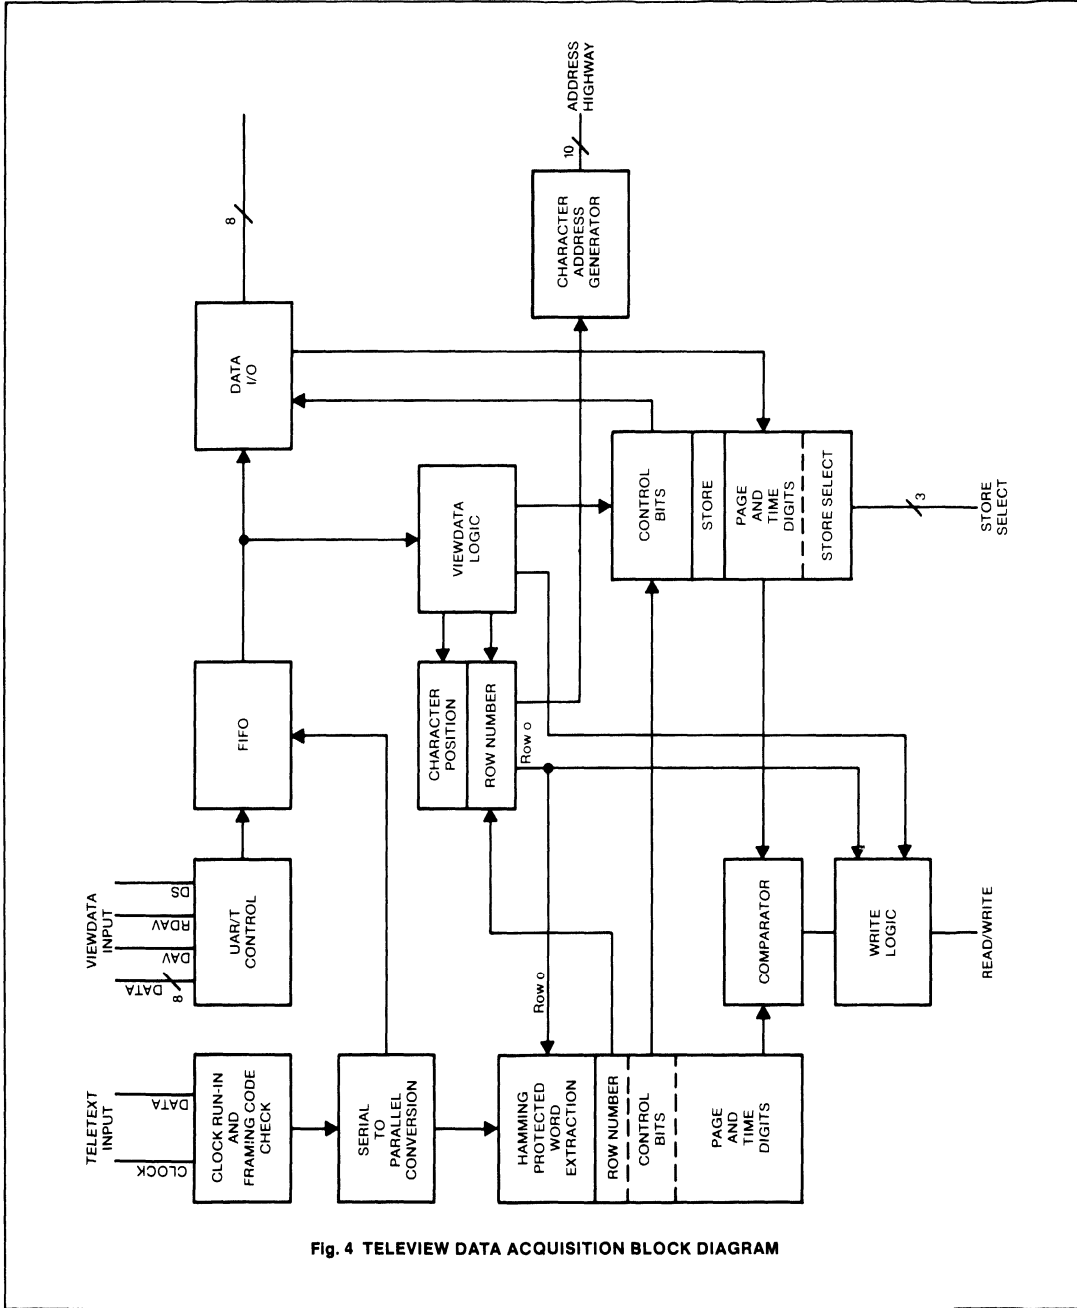 ADDRESS
HIGHWAY
10
CHARACTER
ADDRESS
GENERATOR
8
DATA
I/O
VIEWDATA
LOGIC
CONTROL
BITS
STORE
PAGE
AND
TIME
DIGITS
STORE SELECT
3
STORE
SELECT
FIFO
CHARACTER
POSITION
ROW NUMBER
Row 0
VIEWDATA
INPUT
DS
RDAV
DAV
DATA
8
UAR/T
CONTROL
COMPARATOR
WRITE
LOGIC
READ/WRITE
Row 0
TELETEXT
INPUT
DATA
CLOCK
CLOCK RUN-IN
AND
FRAMING CODE
CHECK
SERIAL
TO
PARALLEL
CONVERSION
HAMMING
PROTECTED
WORD
EXTRACTION
ROW NUMBER
CONTROL
BITS
PAGE
AND
TIME
DIGITS
Fig. 4 TELEVIEW DATA ACQUISITION BLOCK DIAGRAM